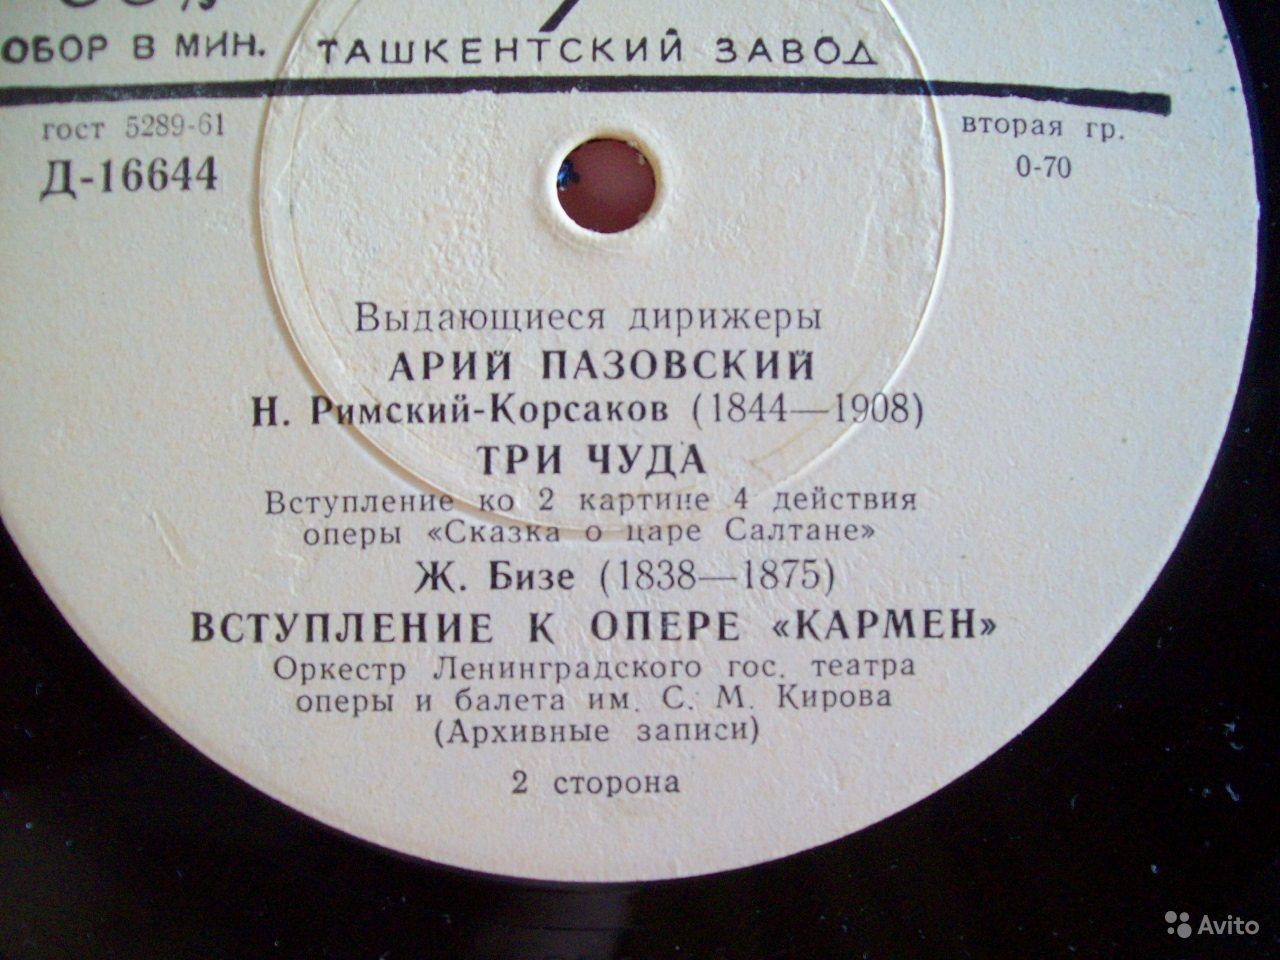 ОБОР В МИН.
ТАШКЕНТСКИЙ ЗАВОД
гост 5289-61
Д-16644
вторая гр.
0-70
Выдающиеся дирижеры
АРИЙ ПАЗОВСКИЙ
Н. Римский-Корсаков (1844—1908)
ТРИ ЧУДА
Вступление ко 2 картине 4 действия
оперы «Сказка о царе Салтане»
Ж. Бизе (1838—1875)
ВСТУПЛЕНИЕ К ОПЕРЕ «КАРМЕН»
Оркестр Ленинградского гос. театра
оперы и балета им. С. М. Кирова
(Архивные записи)
2 сторона
Avito